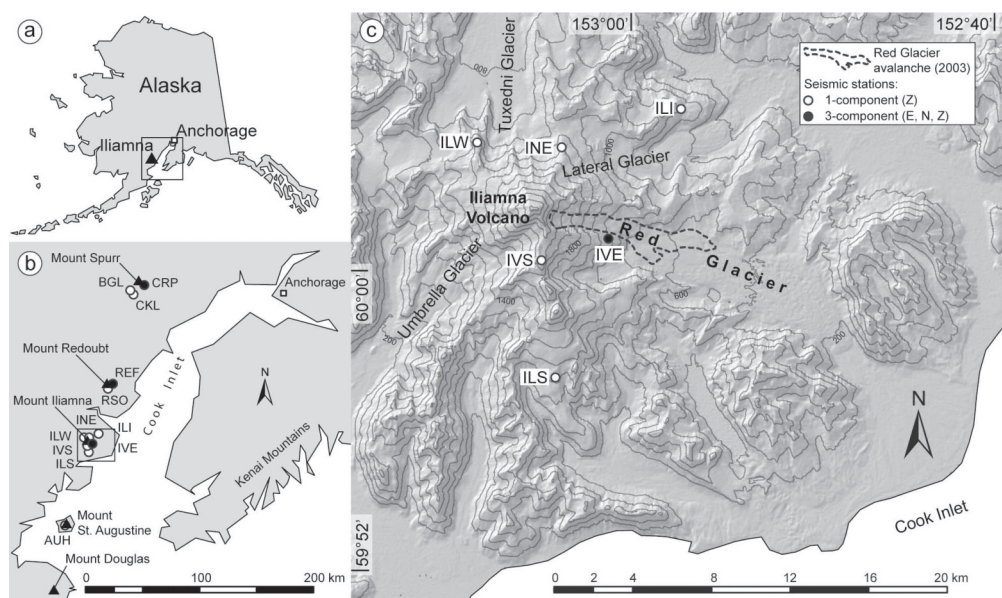 a
Alaska
Anchorage
Iliamna
b
Mount Spurr
BGL
CRP
CKL
Anchorage
Mount Redoubt
REF
RSO
Mount Iliamna
INE
ILI
ILW
IVS
IVE
ILS
Cook Inlet
N
Kenai Mountains
Mount
St. Augustine
AUH
Mount Douglas
0
100
200 km
c
153°00'
152°40'
60°00'
59°52'
Red Glacier
avalanche (2003)
Seismic stations:
1-component (Z)
3-component (E, N, Z)
Tuxedni Glacier
800
ILI
ILW
INE
1000
Lateral Glacier
Iliamna
Volcano
Red
Glacier
IVE
IVS
1600
Umbrella Glacier
1400
600
200
200
ILS
N
Cook Inlet
0 2 4 8 12 16 20 km